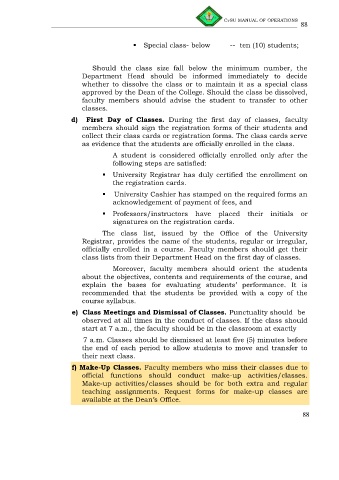 CvSU MANUAL OF OPERATIONS
88
▪ Special class- below -- ten (10) students;
Should the class size fall below the minimum number, the
Department Head should be informed immediately to decide
whether to dissolve the class or to maintain it as a special class
approved by the Dean of the College. Should the class be dissolved,
faculty members should advise the student to transfer to other
classes.
d) First Day of Classes. During the first day of classes, faculty
members should sign the registration forms of their students and
collect their class cards or registration forms. The class cards serve
as evidence that the students are officially enrolled in the class.
A student is considered officially enrolled only after the
following steps are satisfied:
▪ University Registrar has duly certified the enrollment on
the registration cards.
▪ University Cashier has stamped on the required forms an
acknowledgement of payment of fees, and
▪ Professors/instructors have placed their initials or
signatures on the registration cards.
The class list, issued by the Office of the University
Registrar, provides the name of the students, regular or irregular,
officially enrolled in a course. Faculty members should get their
class lists from their Department Head on the first day of classes.
Moreover, faculty members should orient the students
about the objectives, contents and requirements of the course, and
explain the bases for evaluating students' performance. It is
recommended that the students be provided with a copy of the
course syllabus.
e) Class Meetings and Dismissal of Classes. Punctuality should be
observed at all times in the conduct of classes. If the class should
start at 7 a.m., the faculty should be in the classroom at exactly
7 a.m. Classes should be dismissed at least five (5) minutes before
the end of each period to allow students to move and transfer to
their next class.
f) Make-Up Classes. Faculty members who miss their classes due to
official functions should conduct make-up activities/classes.
Make-up activities/classes should be for both extra and regular
teaching assignments. Request forms for make-up classes are
available at the Dean's Office.
88